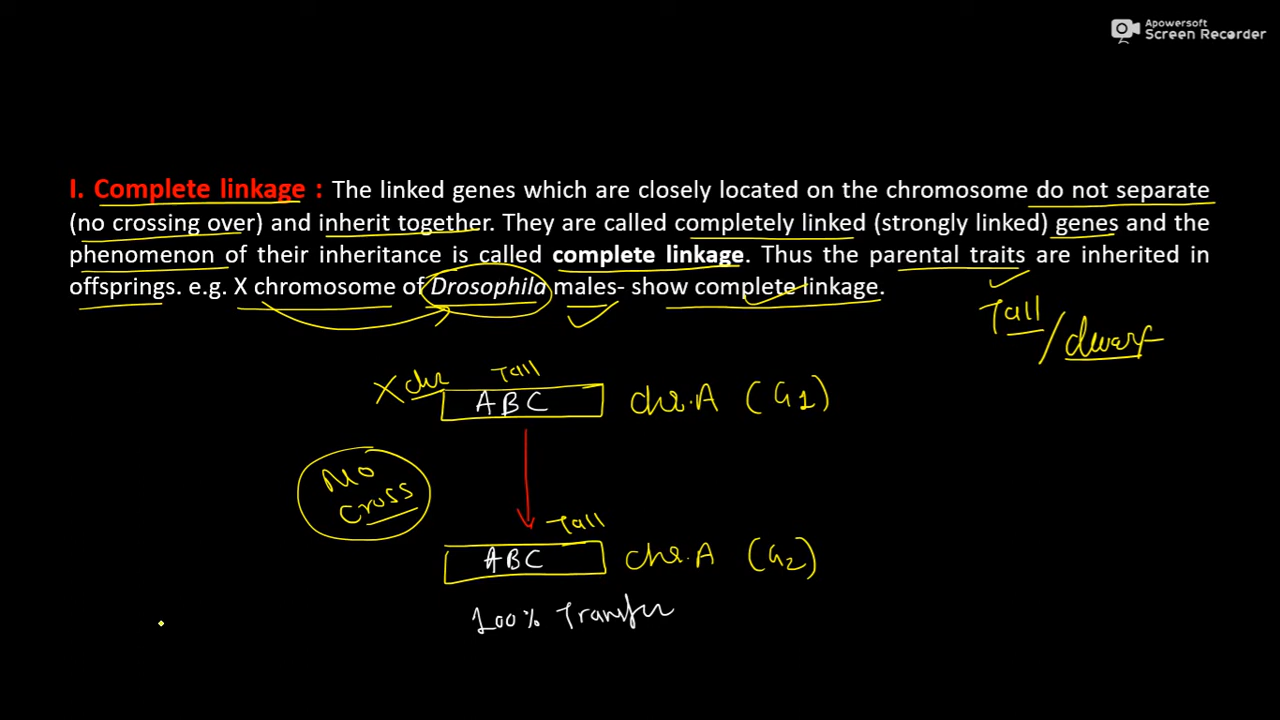 Apowersoft
Screen Recorder
I. Complete linkage : The linked genes which are closely located on the chromosome do not separate
(no crossing over) and inherit together. They are called completely linked (strongly linked) genes and the
phenomenon of their inheritance is called complete linkage. Thus the parental traits are inherited in
offsprings. e.g. X chromosome of Drosophila males- show complete linkage.
Tall
/dwarf
X chr Tall
ABC chr.A (G1)
No
cross
Tall
ABC chr.A (G2)
100% Transfer